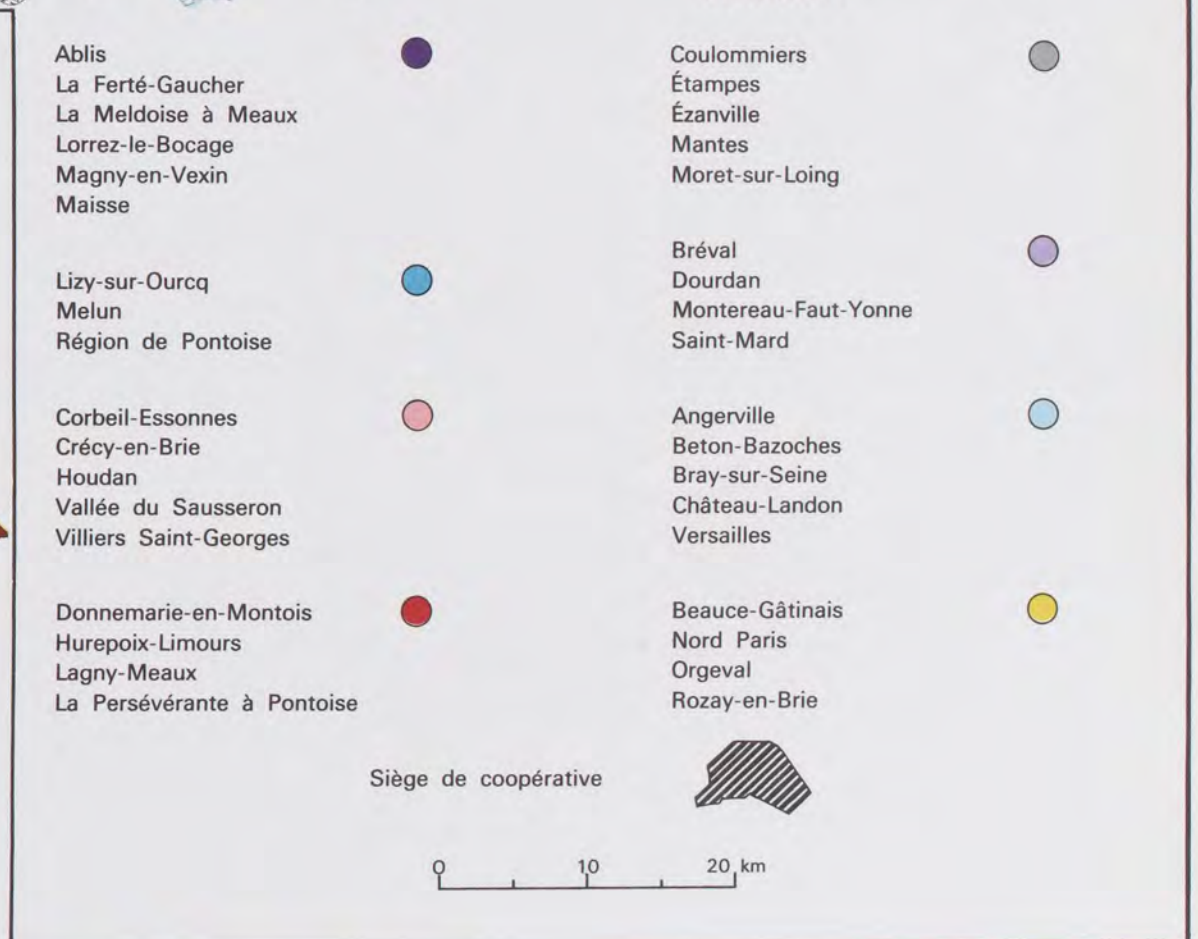 Ablis
La Ferté-Gaucher
La Meldoise à Meaux
Lorrez-le-Bocage
Magny-en-Vexin
Maisse
Lizy-sur-Ourcq
Melun
Région de Pontoise
Corbeil-Essonnes
Crécy-en-Brie
Houdan
Vallée du Sausseron
Villiers Saint-Georges
Donnemarie-en-Montois
Hurepoix-Limours
Lagny-Meaux
La Persévérante à Pontoise
Coulommiers
Étampes
Ézanville
Mantes
Moret-sur-Loing
Bréval
Dourdan
Montereau-Faut-Yonne
Saint-Mard
Angerville
Beton-Bazoches
Bray-sur-Seine
Château-Landon
Versailles
Beauce-Gâtinais
Nord Paris
Orgeval
Rozay-en-Brie
Siège de coopérative
0 10 20 km